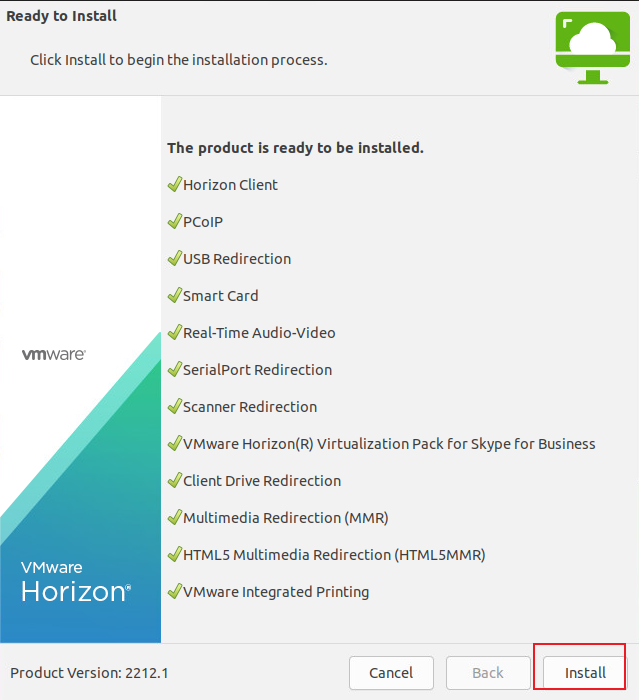 Ready to Install
Click Install to begin the installation process.
The product is ready to be installed.
Horizon Client
PCoIP
USB Redirection
Smart Card
Real-Time Audio-Video
SerialPort Redirection
Scanner Redirection
VMware Horizon(R) Virtualization Pack for Skype for Business
Client Drive Redirection
Multimedia Redirection (MMR)
HTML5 Multimedia Redirection (HTML5MMR)
VMware Integrated Printing
vmware®
VMware
Horizon®
Product Version: 2212.1
Cancel
Back
Install